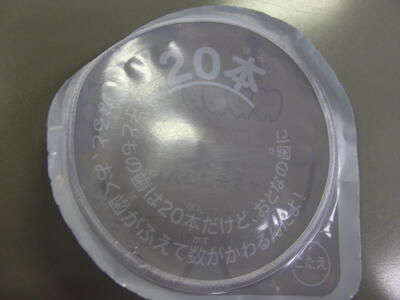 ほん
20本
子どもの歯は20本だけど、おとなの歯に
なると、おく歯がふえて数がかわるんだよ!
こたえ